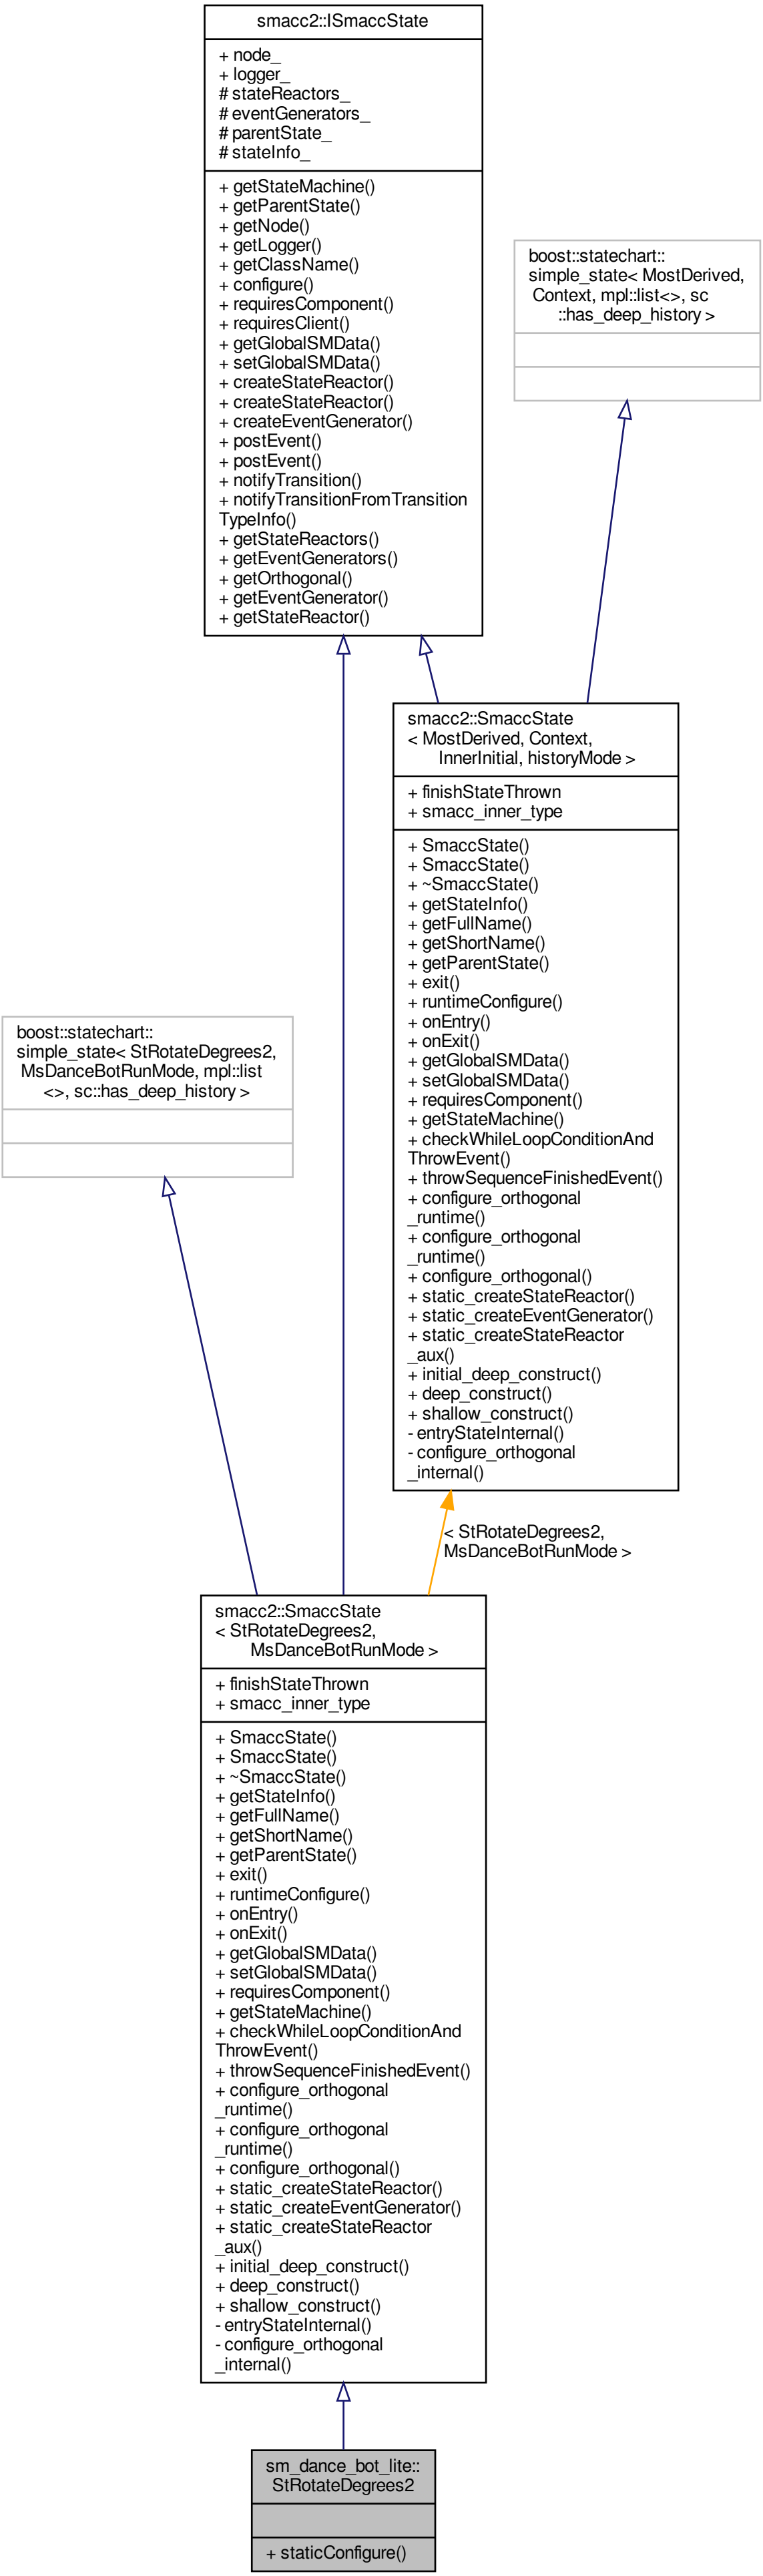 smacc2::ISmaccState
+ node_
+ logger_
# stateReactors_
# eventGenerators_
# parentState_
# stateInfo_
+ getStateMachine()
+ getParentState()
+ getNode()
+ getLogger()
+ getClassName()
+ configure()
+ requiresComponent()
+ requiresClient()
+ getGlobalSMData()
+ setGlobalSMData()
+ createStateReactor()
+ createStateReactor()
+ createEventGenerator()
+ postEvent()
+ postEvent()
+ notifyTransition()
+ notifyTransitionFromTransition
TypeInfo()
+ getStateReactors()
+ getEventGenerators()
+ getOrthogonal()
+ getEventGenerator()
+ getStateReactor()
boost::statechart::
simple_state< MostDerived,
Context, mpl::list<>, sc
::has_deep_history >
smacc2::SmaccState
< MostDerived, Context,
InnerInitial, historyMode >
+ finishStateThrown
+ smacc_inner_type
+ SmaccState()
+ SmaccState()
+ ~SmaccState()
+ getStateInfo()
+ getFullName()
+ getShortName()
+ getParentState()
+ exit()
+ runtimeConfigure()
+ onEntry()
+ onExit()
+ getGlobalSMData()
+ setGlobalSMData()
+ requiresComponent()
+ getStateMachine()
+ checkWhileLoopConditionAnd
ThrowEvent()
+ throwSequenceFinishedEvent()
+ configure_orthogonal
_runtime()
+ configure_orthogonal
_runtime()
+ configure_orthogonal()
+ static_createStateReactor()
+ static_createEventGenerator()
+ static_createStateReactor
_aux()
+ initial_deep_construct()
+ deep_construct()
+ shallow_construct()
- entryStateInternal()
- configure_orthogonal
_internal()
boost::statechart::
simple_state< StRotateDegrees2,
MsDanceBotRunMode, mpl::list
<>, sc::has_deep_history >
< StRotateDegrees2,
MsDanceBotRunMode >
smacc2::SmaccState
< StRotateDegrees2,
MsDanceBotRunMode >
+ finishStateThrown
+ smacc_inner_type
+ SmaccState()
+ SmaccState()
+ ~SmaccState()
+ getStateInfo()
+ getFullName()
+ getShortName()
+ getParentState()
+ exit()
+ runtimeConfigure()
+ onEntry()
+ onExit()
+ getGlobalSMData()
+ setGlobalSMData()
+ requiresComponent()
+ getStateMachine()
+ checkWhileLoopConditionAnd
ThrowEvent()
+ throwSequenceFinishedEvent()
+ configure_orthogonal
_runtime()
+ configure_orthogonal
_runtime()
+ configure_orthogonal()
+ static_createStateReactor()
+ static_createEventGenerator()
+ static_createStateReactor
_aux()
+ initial_deep_construct()
+ deep_construct()
+ shallow_construct()
- entryStateInternal()
- configure_orthogonal
_internal()
sm_dance_bot_lite::
StRotateDegrees2
+ staticConfigure()